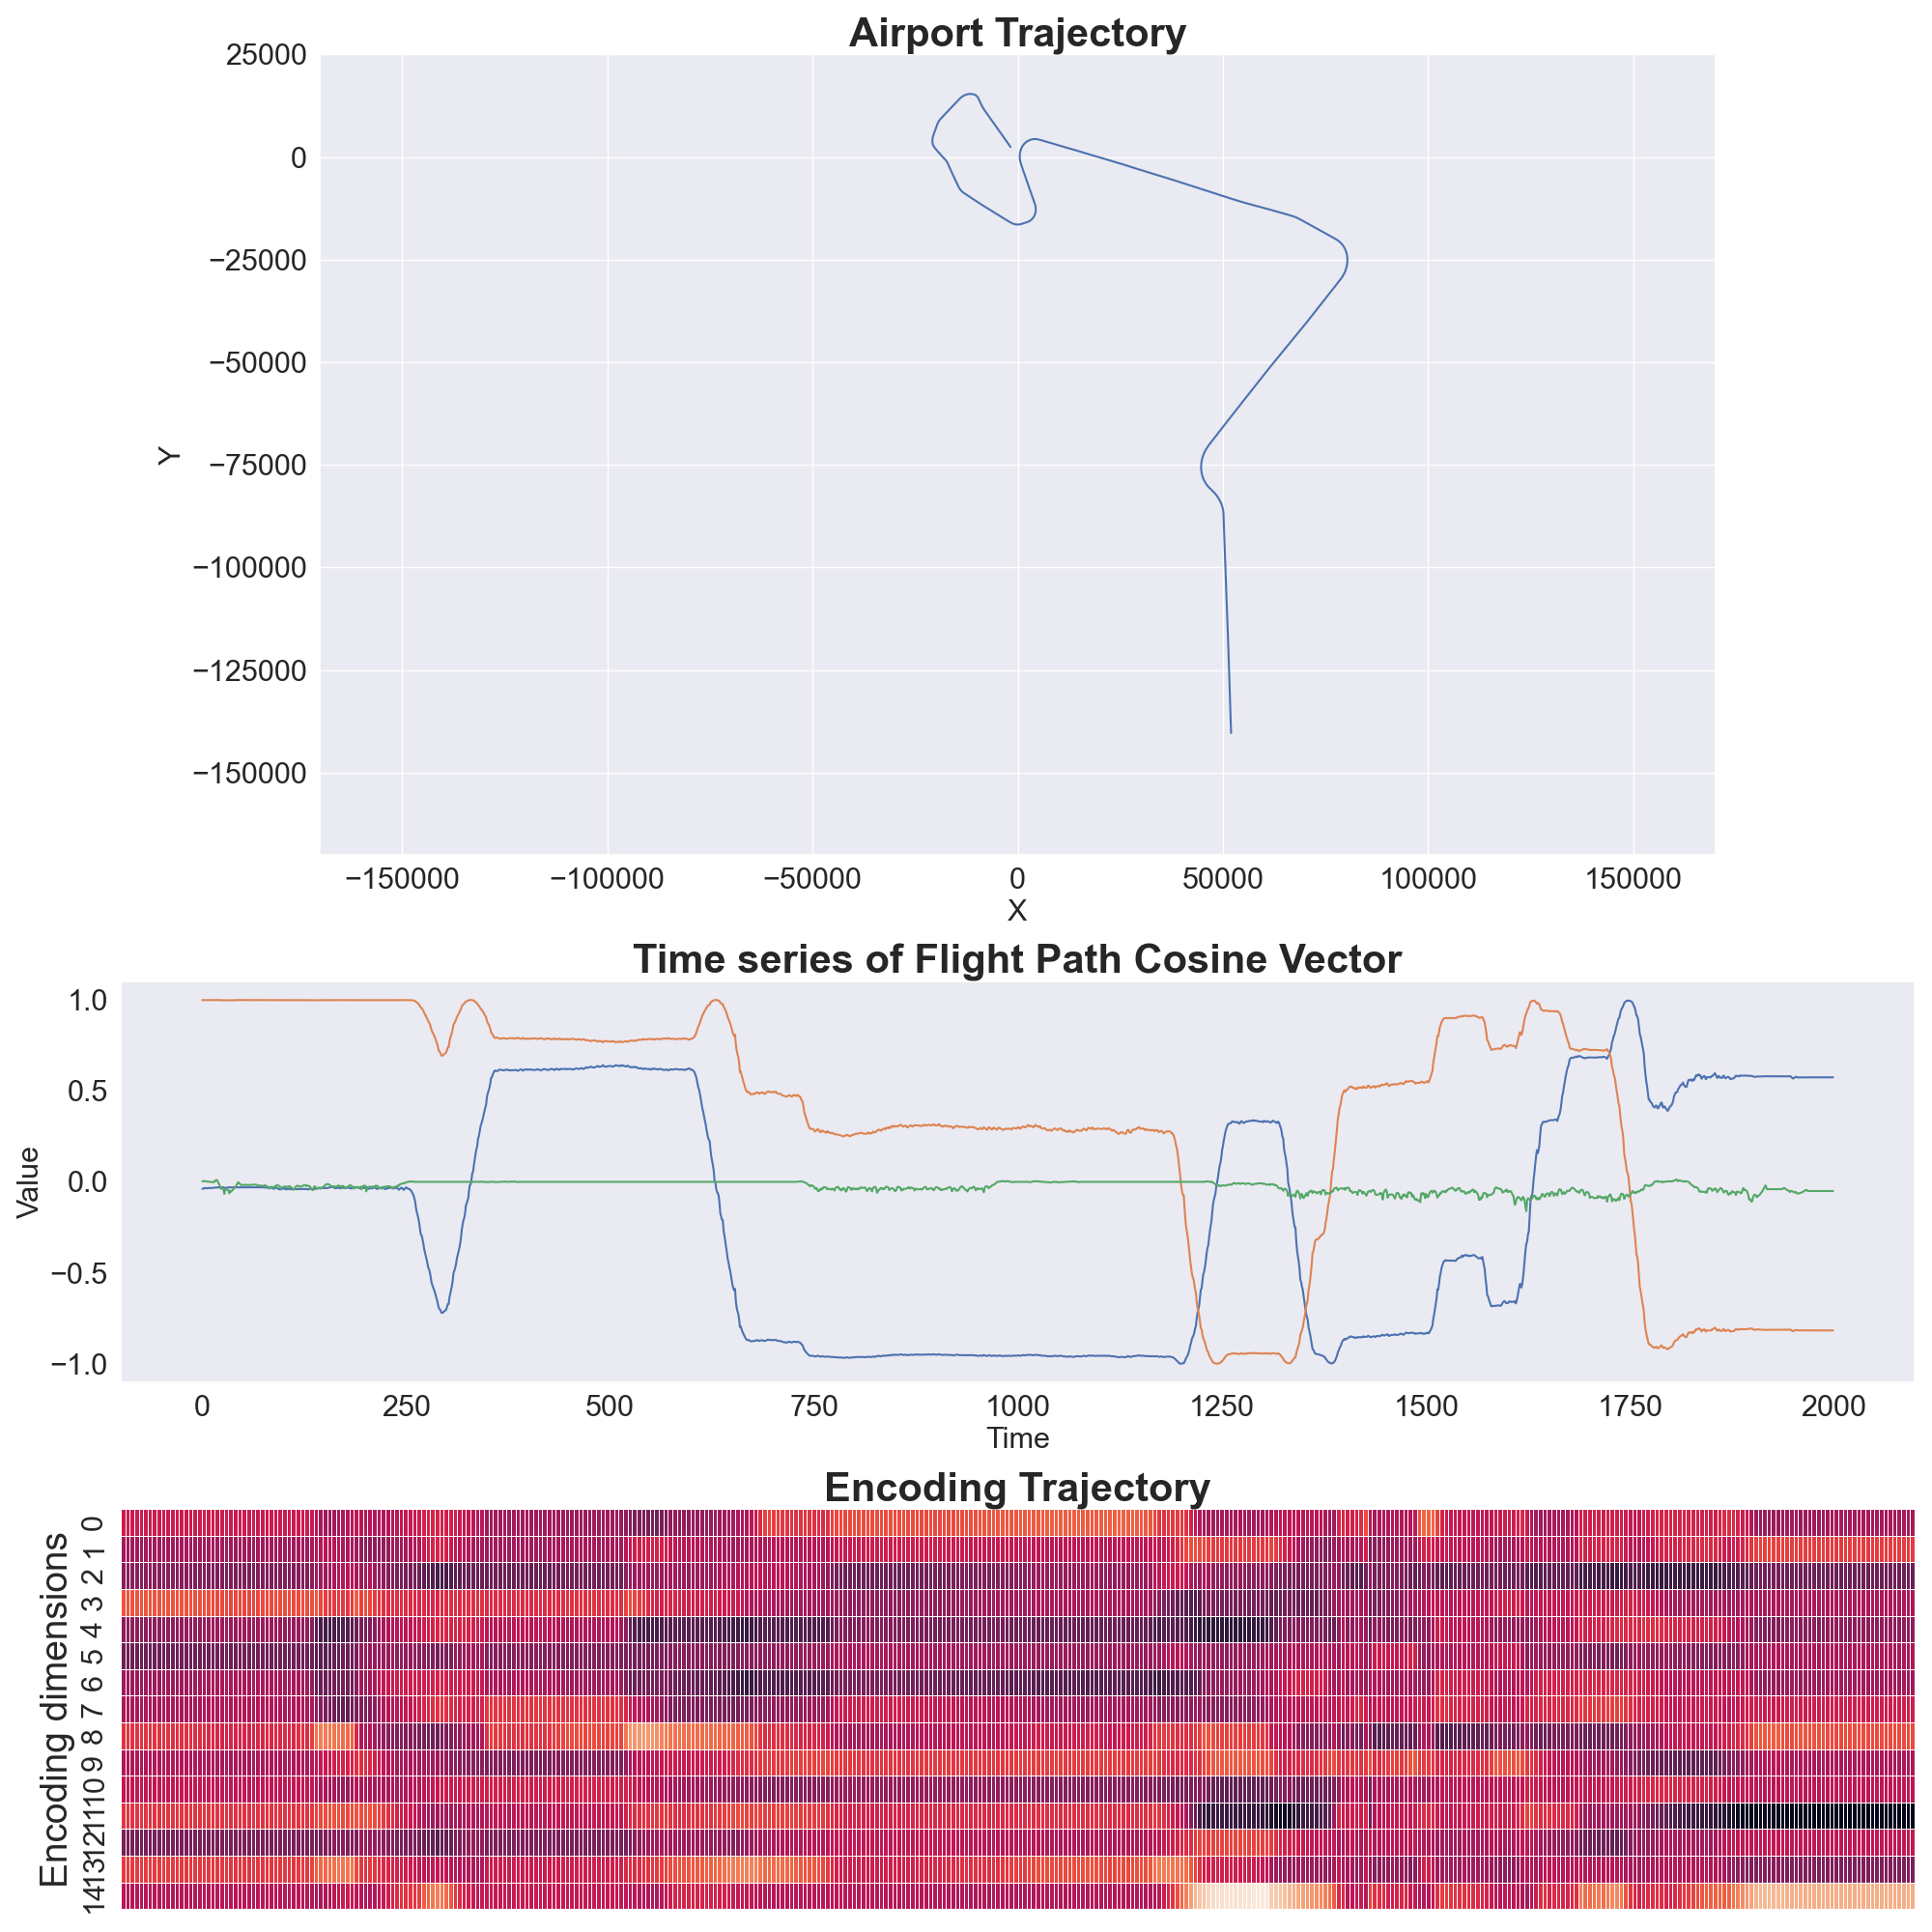 Airport Trajectory
25000
0
−25000
−50000
−75000
−100000
−125000
−150000
Y
−150000 −100000 −50000 0 50000 100000 150000
X
Time series of Flight Path Cosine Vector
1.0
0.5
0.0
−0.5
−1.0
Value
0 250 500 750 1000 1250 1500 1750 2000
Time
Encoding Trajectory
Encoding dimensions
0
1
2
3
4
5
6
7
8
9
10
11
12
13
14